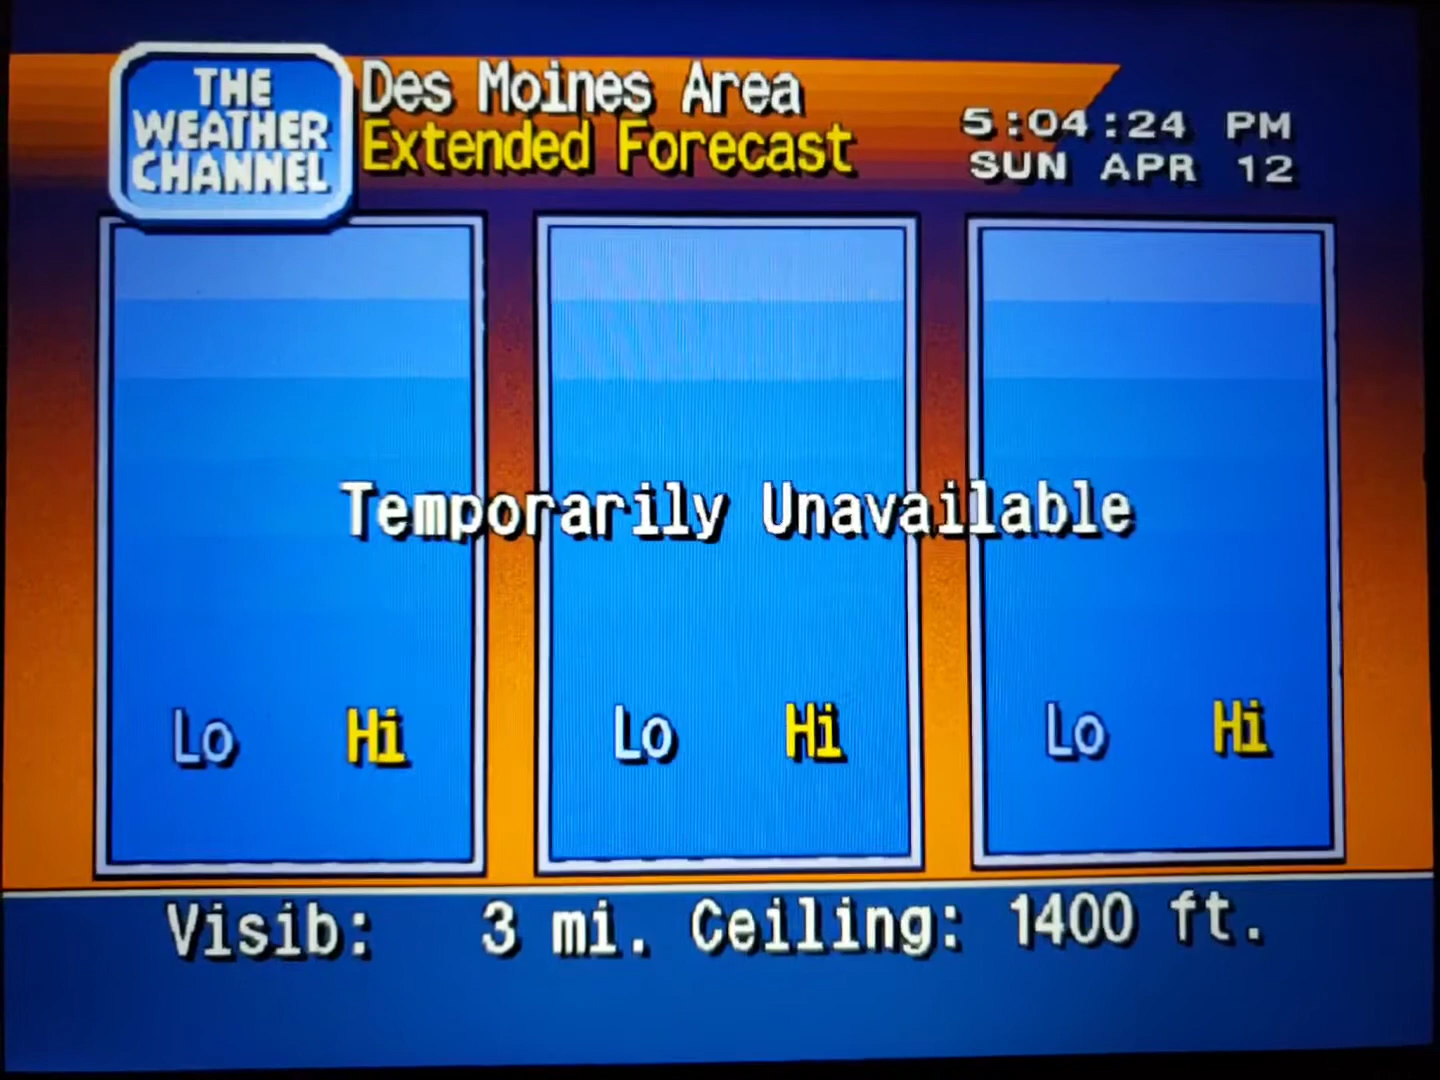 THE
WEATHER
CHANNEL
Des Moines Area
Extended Forecast
5:04:24 PM
SUN APR 12
Temporarily Unavailable
Lo Hi Lo Hi Lo Hi
Visib: 3 mi. Ceiling: 1400 ft.